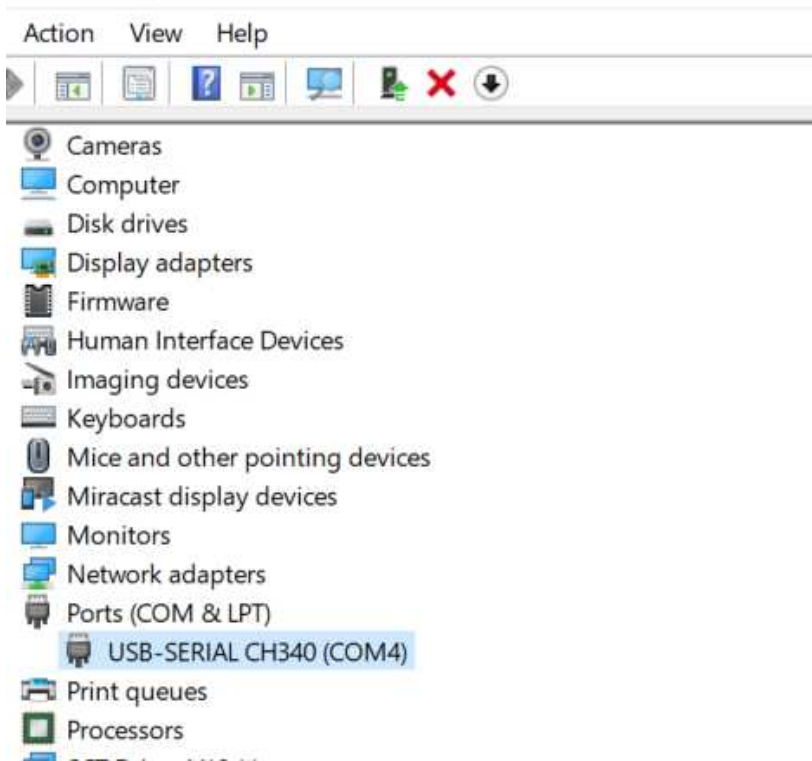 Action View Help
Cameras
Computer
Disk drives
Display adapters
Firmware
Human Interface Devices
Imaging devices
Keyboards
Mice and other pointing devices
Miracast display devices
Monitors
Network adapters
Ports (COM & LPT)
USB-SERIAL CH340 (COM4)
Print queues
Processors